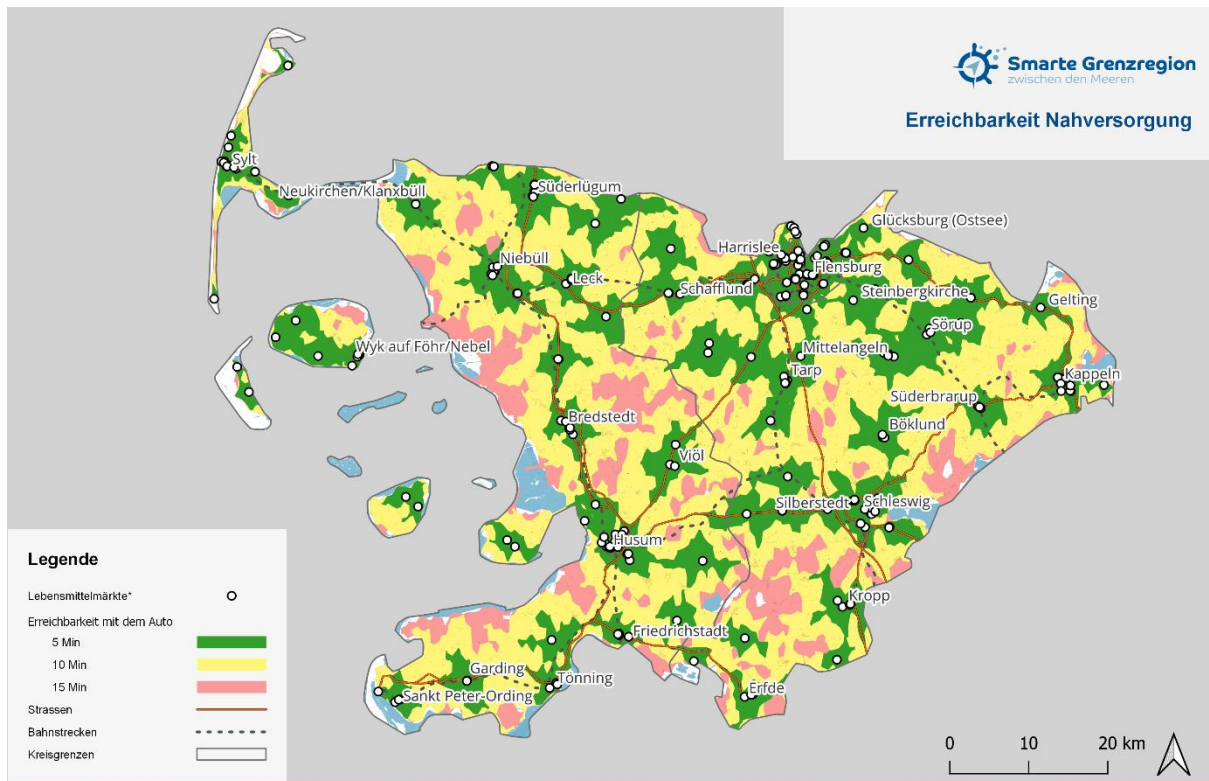 Smarte Grenzregion
zwischen den Meeren
Erreichbarkeit Nahversorgung
Sylt
Neukirchen/Klanxbüll
Süderlügum
Glücksburg (Ostsee)
Harrislee
Niebüll
Flensburg
Leck
Schafflund
Steinbergkirche
Gelting
Sörup
Wyk auf Föhr/Nebel
Mittelangeln
Tarp
Kappeln
Süderbrarup
Bredstedt
Böklund
Viöl
Silberstedt
Schleswig
Husum
Kropp
Friedrichstadt
Garding
Tönning
Sankt Peter-Ording
Erfde
Legende
Lebensmittelmärkte*
Erreichbarkeit mit dem Auto
5 Min
10 Min
15 Min
Strassen
Bahnstrecken
Kreisgrenzen
0 10 20 km